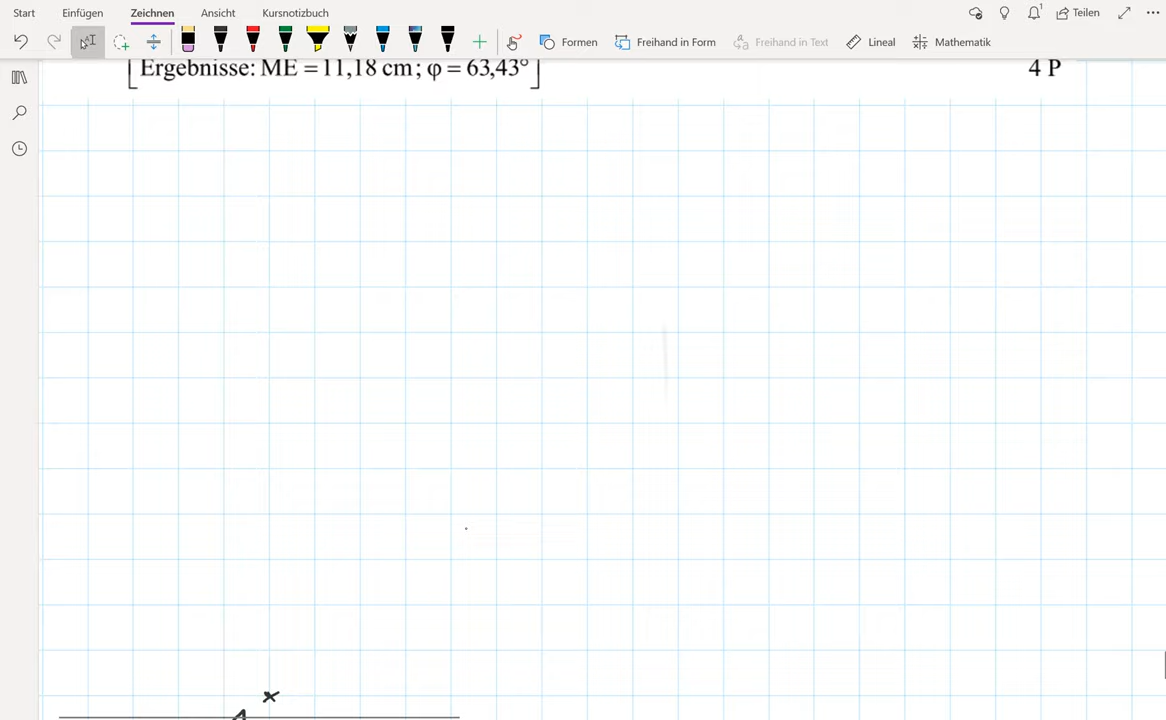 Start Einfügen Zeichnen Ansicht Kursnotizbuch Teilen
Formen Freihand in Form Freihand in Text Lineal Mathematik
[Ergebnisse: ME = 11,18 cm; φ = 63,43°] 4 P
x